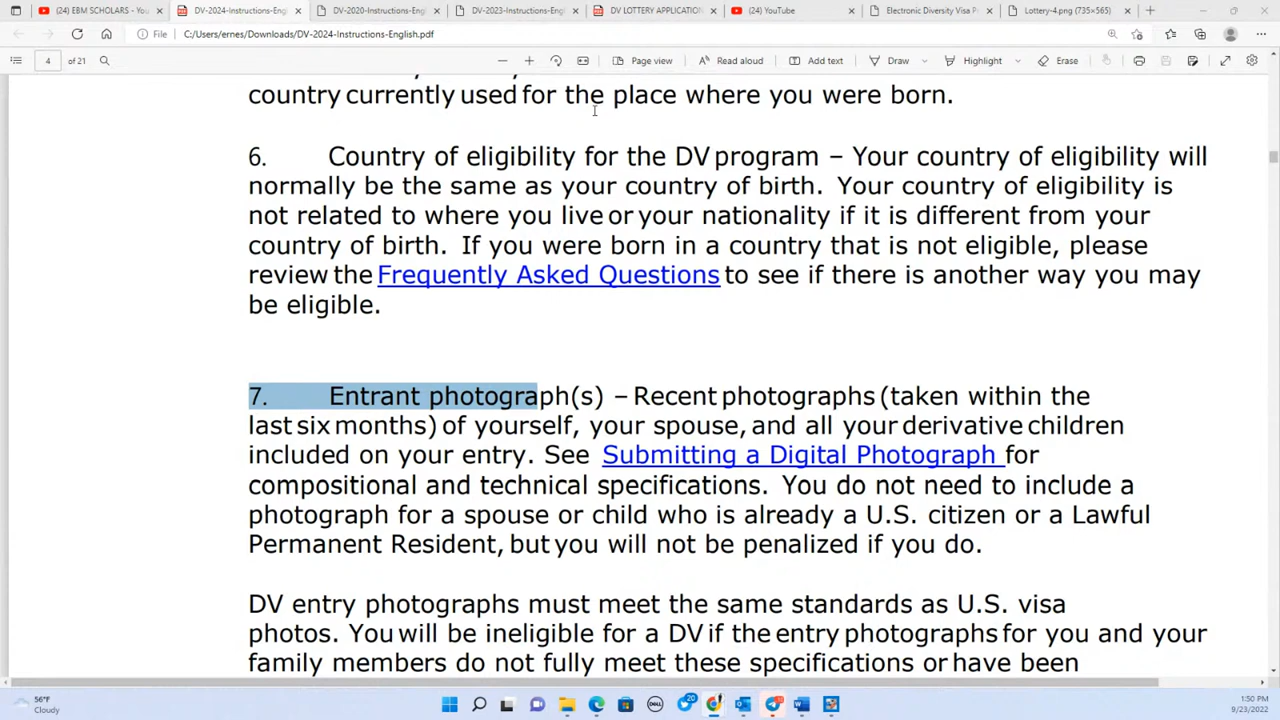 (24) EBM SCHOLARS - You
DV-2024-Instructions-Engli
DV-2020-Instructions-Englis
DV-2023-Instructions-Englis
DV LOTTERY APPLICATION
(24) YouTube
Electronic Diversity Visa P
Lottery-4.png (735×565)
File
C:/Users/ernes/Downloads/DV-2024-Instructions-English.pdf
4 of 21
Page view
Read aloud
Add text
Draw
Highlight
Erase
country currently used for the place where you were born.
6. Country of eligibility for the DV program – Your country of eligibility will
normally be the same as your country of birth. Your country of eligibility is
not related to where you live or your nationality if it is different from your
country of birth. If you were born in a country that is not eligible, please
review the Frequently Asked Questions to see if there is another way you may
be eligible.
7. Entrant photograph(s) – Recent photographs (taken within the
last six months) of yourself, your spouse, and all your derivative children
included on your entry. See Submitting a Digital Photograph for
compositional and technical specifications. You do not need to include a
photograph for a spouse or child who is already a U.S. citizen or a Lawful
Permanent Resident, but you will not be penalized if you do.
DV entry photographs must meet the same standards as U.S. visa
photos. You will be ineligible for a DV if the entry photographs for you and your
family members do not fully meet these specifications or have been
56°F
Cloudy
DELL
20
1:50 PM
9/23/2022